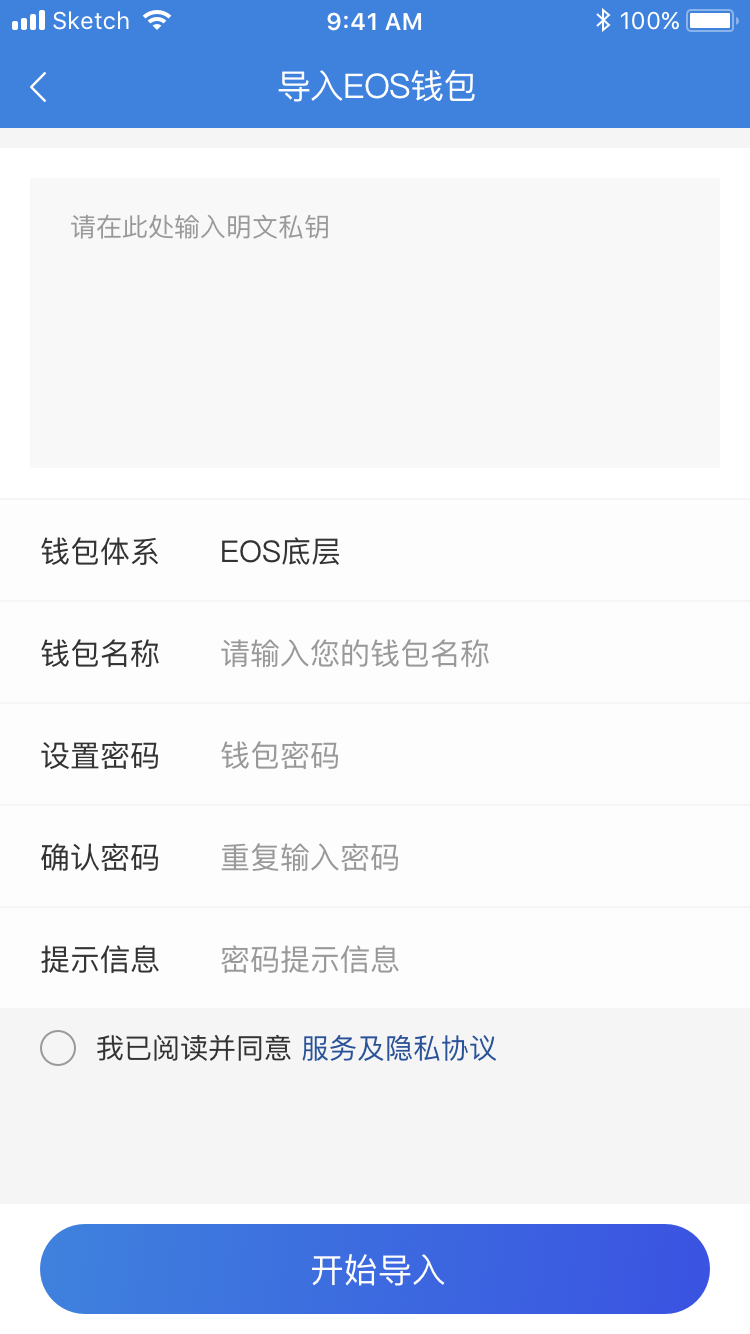 Sketch 9:41 AM 100%
导入EOS钱包
请在此处输入明文私钥
钱包体系 EOS底层
钱包名称 请输入您的钱包名称
设置密码 钱包密码
确认密码 重复输入密码
提示信息 密码提示信息
我已阅读并同意 服务及隐私协议
开始导入